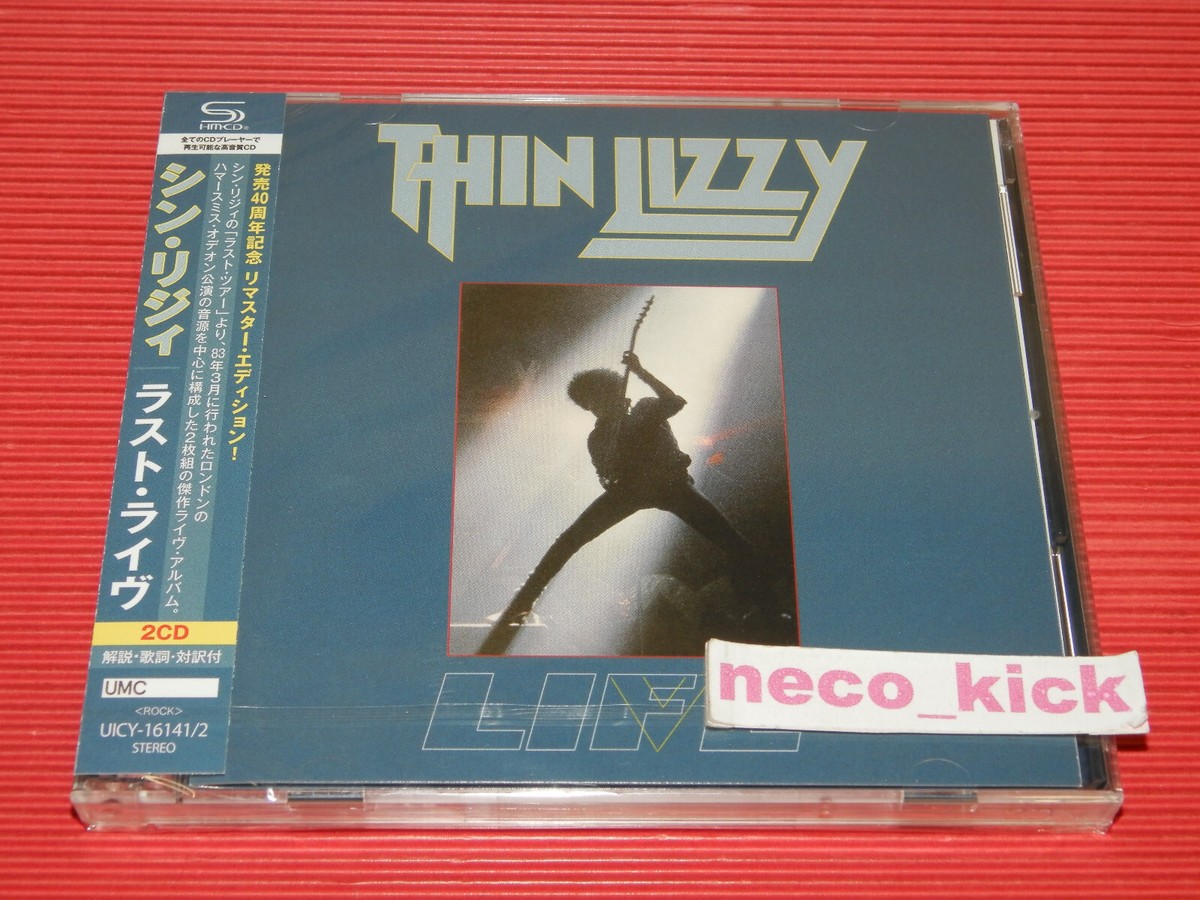 SHM-CD®
全てのCDプレーヤーで
再生可能な高音質CD
発売40周年記念 リマスター・エディション！
シン・リジィの「ラスト・ツアー」より、83年3月に行われたロンドンの
ハマースミス・オデオン公演の音源を中心に構成した2枚組の傑作ライヴ・アルバム。
シン・リジィ
ラスト・ライヴ
2CD
解説・歌詞・対訳付
UMC
<ROCK>
UICY-16141/2
STEREO
THIN LIZZY
neco_kick